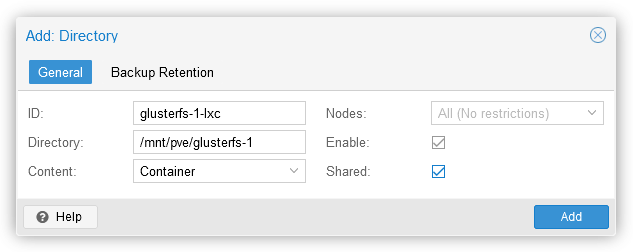 Add: Directory
General Backup Retention
ID: glusterfs-1-lxc Nodes: All (No restrictions)
Directory: /mnt/pve/glusterfs-1 Enable:
Content: Container Shared:
? Help Add